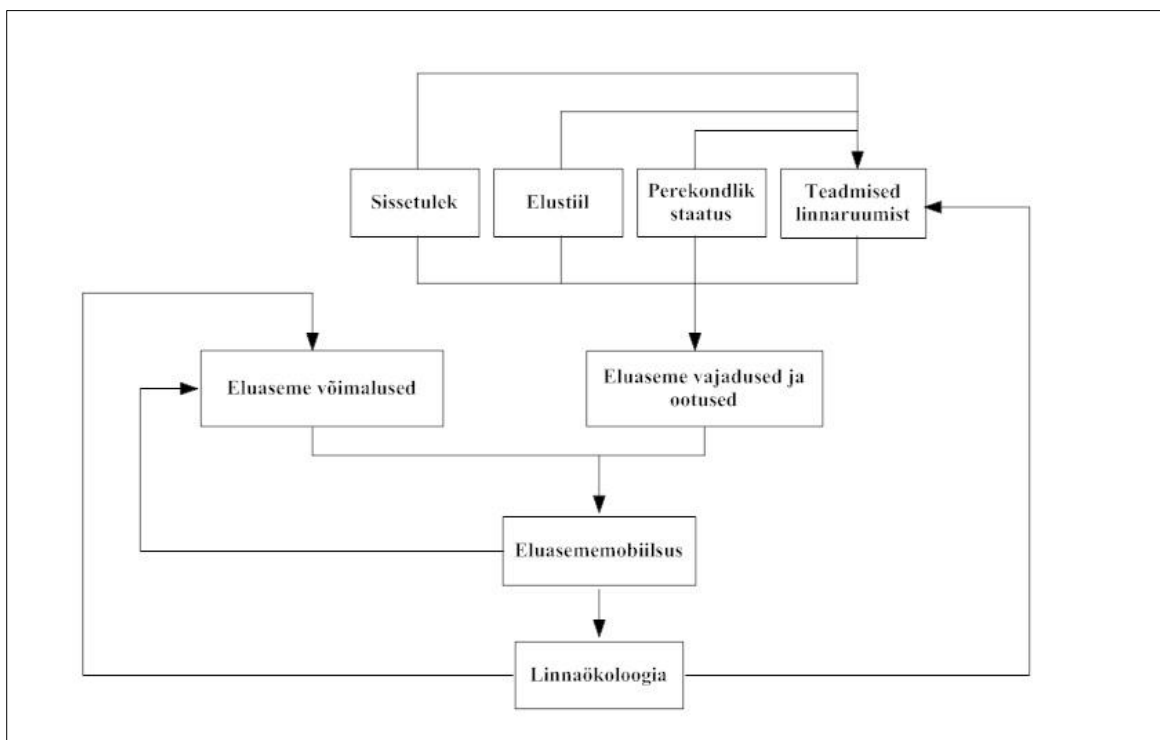 Sissetulek
Elustiil
Perekondlik
staatus
Teadmised
linnaruumist
Eluaseme võimalused
Eluaseme vajadused ja
ootused
Eluasememobiilsus
Linnaökoloogia